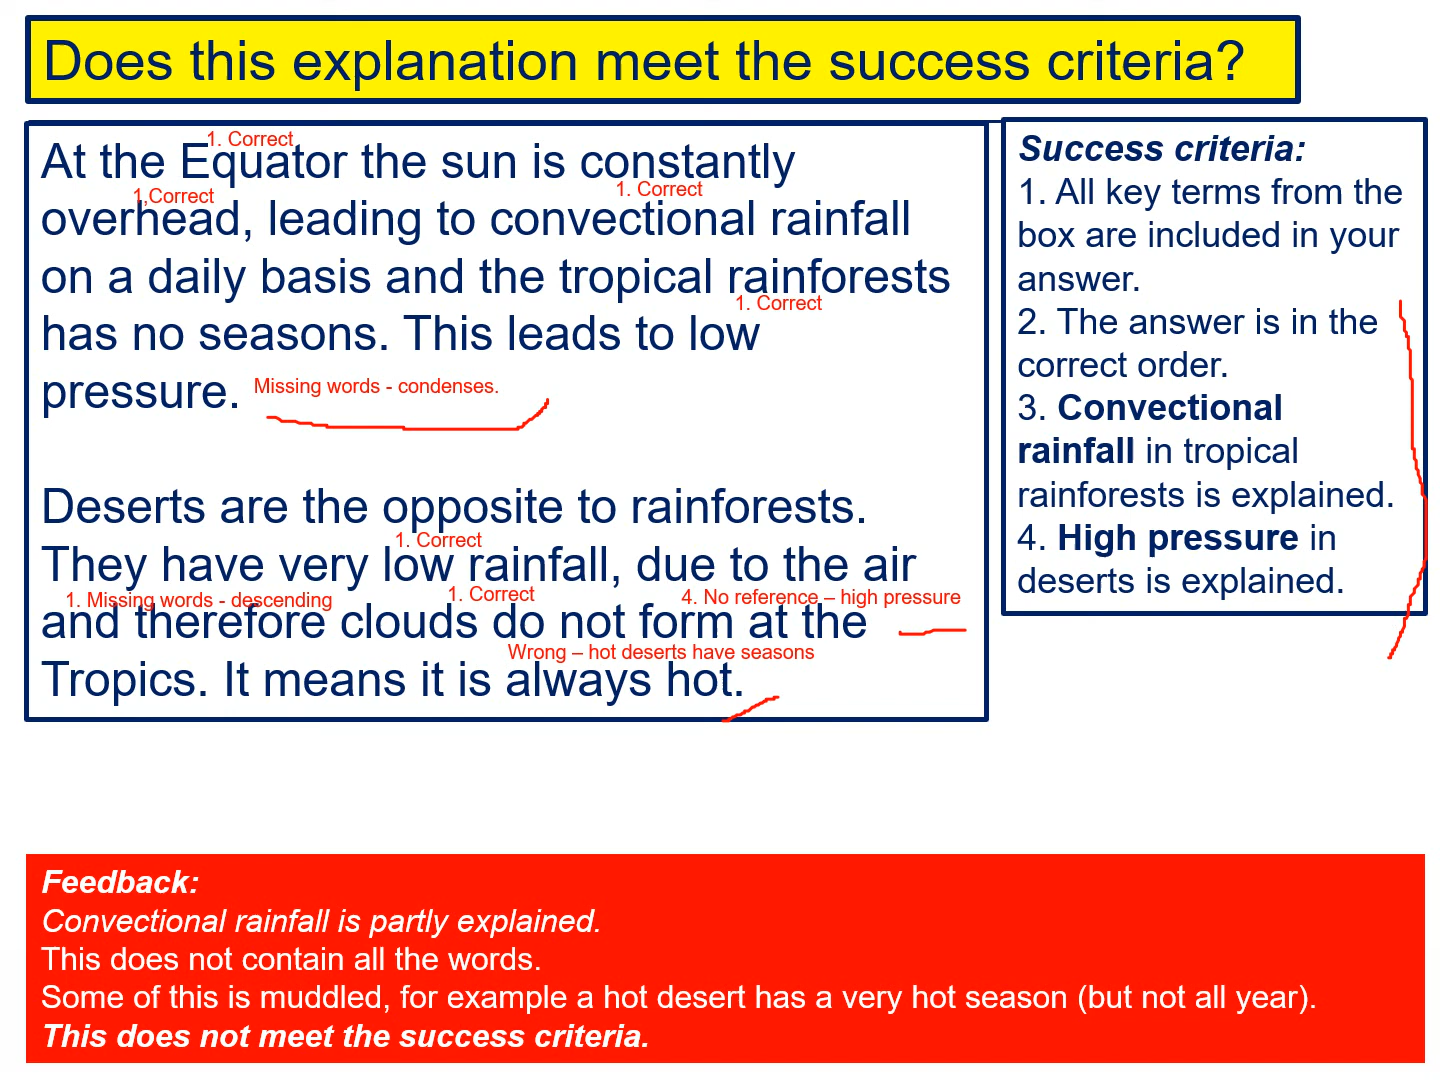 Does this explanation meet the success criteria?
1. Correct
At the Equator the sun is constantly
1,Correct
1. Correct
overhead, leading to convectional rainfall
on a daily basis and the tropical rainforests
1. Correct
has no seasons. This leads to low
pressure.
Missing words - condenses.
Deserts are the opposite to rainforests.
1. Correct
They have very low rainfall, due to the air
1. Missing words - descending
1. Correct
4. No reference – high pressure
and therefore clouds do not form at the
Wrong – hot deserts have seasons
Tropics. It means it is always hot.
Success criteria:
1. All key terms from the
box are included in your
answer.
2. The answer is in the
correct order.
3. Convectional
rainfall in tropical
rainforests is explained.
4. High pressure in
deserts is explained.
Feedback:
Convectional rainfall is partly explained.
This does not contain all the words.
Some of this is muddled, for example a hot desert has a very hot season (but not all year).
This does not meet the success criteria.